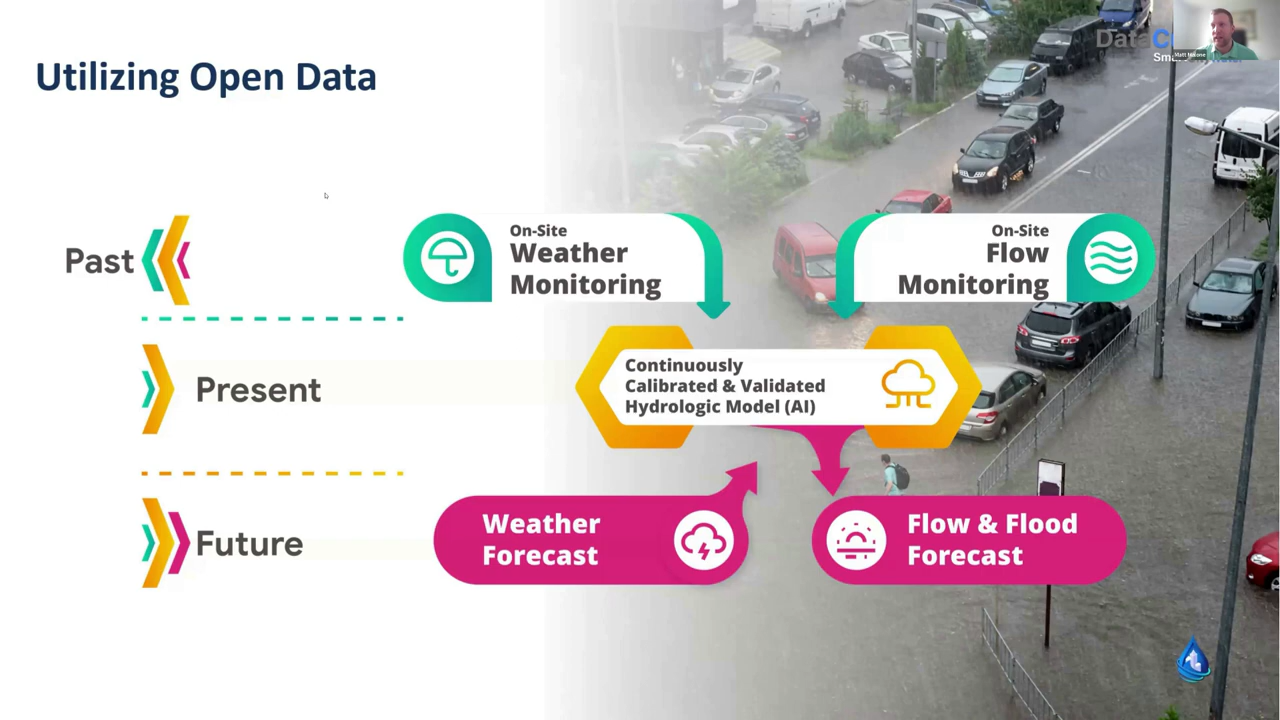 Utilizing Open Data
Past
On-Site
Weather
Monitoring
On-Site
Flow
Monitoring
Present
Continuously
Calibrated & Validated
Hydrologic Model (AI)
Future
Weather
Forecast
Flow & Flood
Forecast